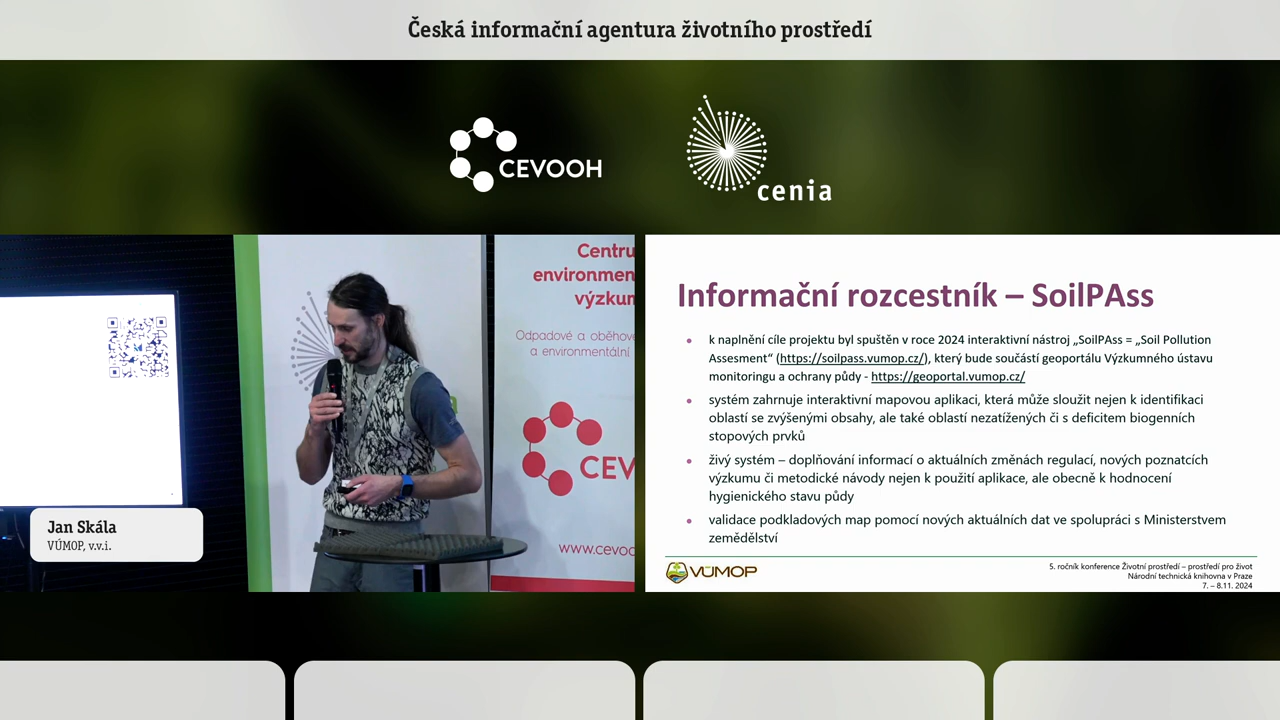 Česká informační agentura životního prostředí
CEVOOH
cenia
Centru
environmen
výzkum
Odpadové a oběhové
a environmentální
CEV
www.cevoo
Jan Skála
VÚMOP, v.v.i.
Informační rozcestník – SoilPAss
• k naplnění cíle projektu byl spuštěn v roce 2024 interaktivní nástroj „SoilPAss = „Soil Pollution
Assesment“ (https://soilpass.vumop.cz/), který bude součástí geoportálu Výzkumného ústavu
monitoringu a ochrany půdy - https://geoportal.vumop.cz/
• systém zahrnuje interaktivní mapovou aplikaci, která může sloužit nejen k identifikaci
oblastí se zvýšenými obsahy, ale také oblastí nezatížených či s deficitem biogenních
stopových prvků
• živý systém – doplňování informací o aktuálních změnách regulací, nových poznatcích
výzkumu či metodické návody nejen k použití aplikace, ale obecně k hodnocení
hygienického stavu půdy
• validace podkladových map pomocí nových aktuálních dat ve spolupráci s Ministerstvem
zemědělství
VÚMOP
5. ročník konference Životní prostředí – prostředí pro život
Národní technická knihovna v Praze
7. – 8.11. 2024